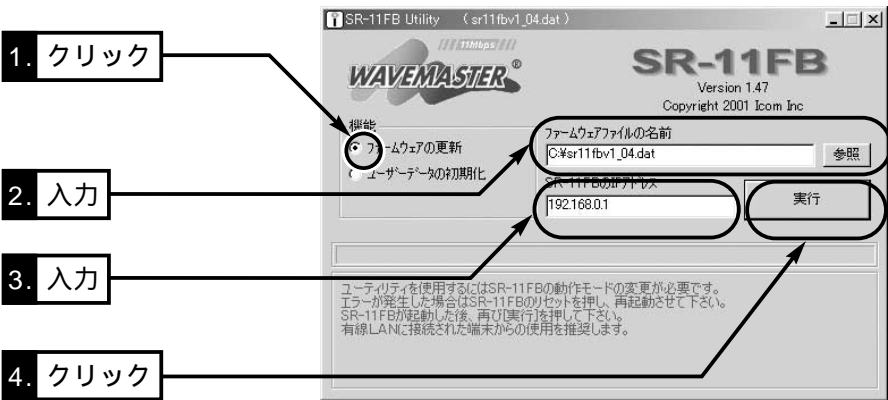 1. クリック
2. 入力
3. 入力
4. クリック
SR-11FB Utility （sr11fbv1_04.dat）
11Mbps
WAVEMASTER®
SR-11FB
Version 1.47
Copyright 2001 Icom Inc
機能
ファームウェアの更新
ユーザーデータの初期化
ファームウェアファイルの名前
C:¥sr11fbv1_04.dat
参照
SR-11FBのIPアドレス
192.168.0.1
実行
ユーティリティを使用するにはSR-11FBの動作モードの変更が必要です。
エラーが発生した場合はSR-11FBのリセットを押し、再起動させて下さい。
SR-11FBが起動した後、再び[実行]を押して下さい。
有線LANに接続された端末からの使用を推奨します。